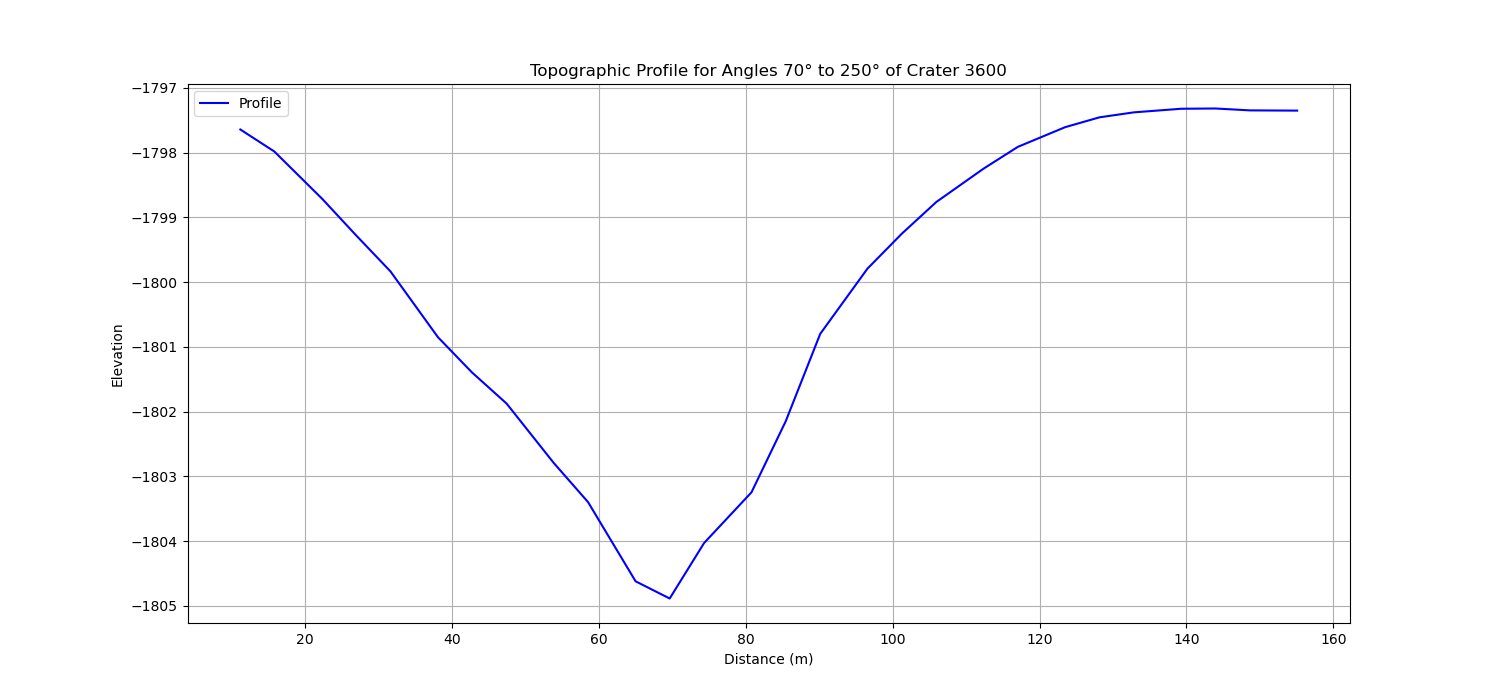 Topographic Profile for Angles 70° to 250° of Crater 3600
Profile
−1797
−1798
−1799
−1800
−1801
−1802
−1803
−1804
−1805
Elevation
20 40 60 80 100 120 140 160
Distance (m)